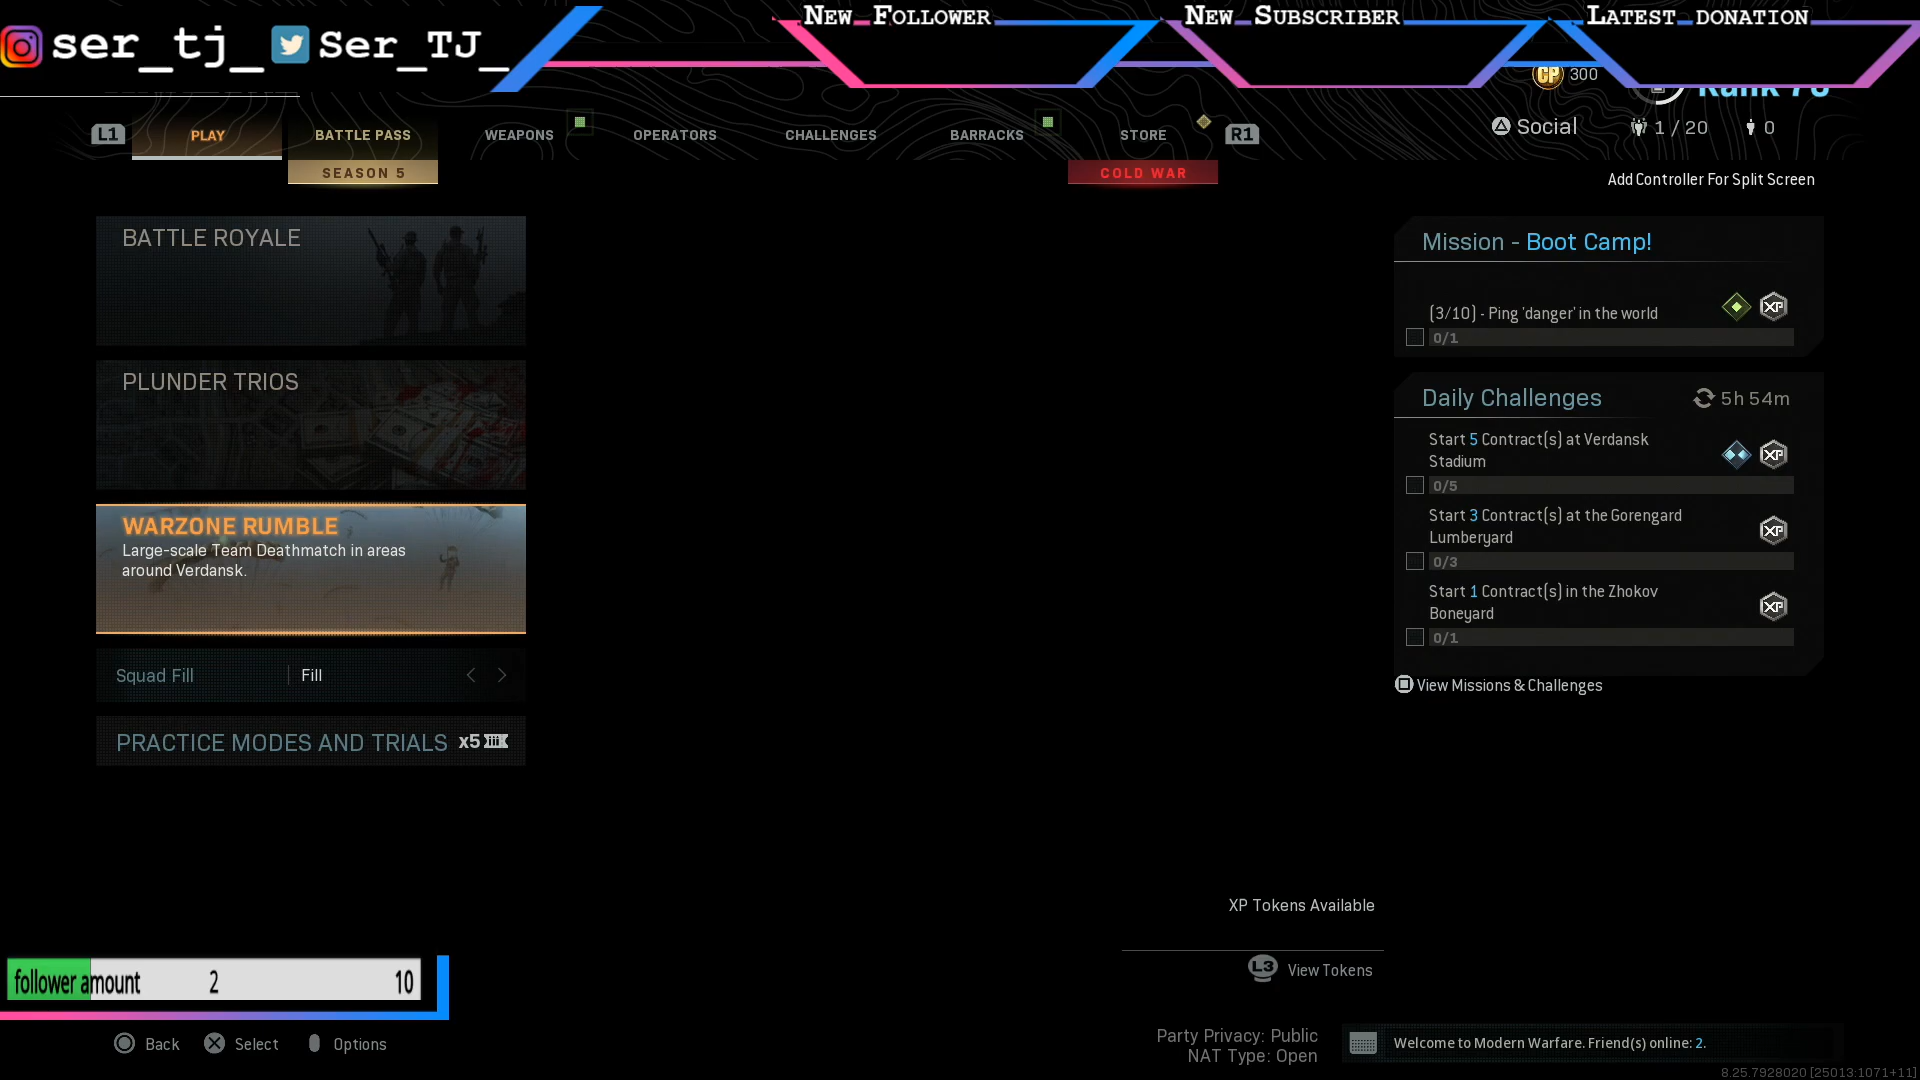 ser_tj_ Ser_TJ_
New Follower
New Subscriber
Latest donation
CP 300
L1 PLAY BATTLE PASS WEAPONS OPERATORS CHALLENGES BARRACKS STORE R1
SEASON 5
COLD WAR
Social 1 / 20 0
Add Controller For Split Screen
BATTLE ROYALE
PLUNDER TRIOS
WARZONE RUMBLE
Large-scale Team Deathmatch in areas
around Verdansk.
Squad Fill Fill
PRACTICE MODES AND TRIALS x5
Mission - Boot Camp!
(3/10) - Ping 'danger' in the world
XP
0/1
Daily Challenges 5h 54m
Start 5 Contract(s) at Verdansk
Stadium
XP
0/5
Start 3 Contract(s) at the Gorengard
Lumberyard
XP
0/3
Start 1 Contract(s) in the Zhokov
Boneyard
XP
0/1
View Missions & Challenges
XP Tokens Available
L3 View Tokens
follower amount 2 10
Back Select Options
Party Privacy: Public
NAT Type: Open
Welcome to Modern Warfare. Friend(s) online: 2.
8.25.7928020 [25013:1071+11]